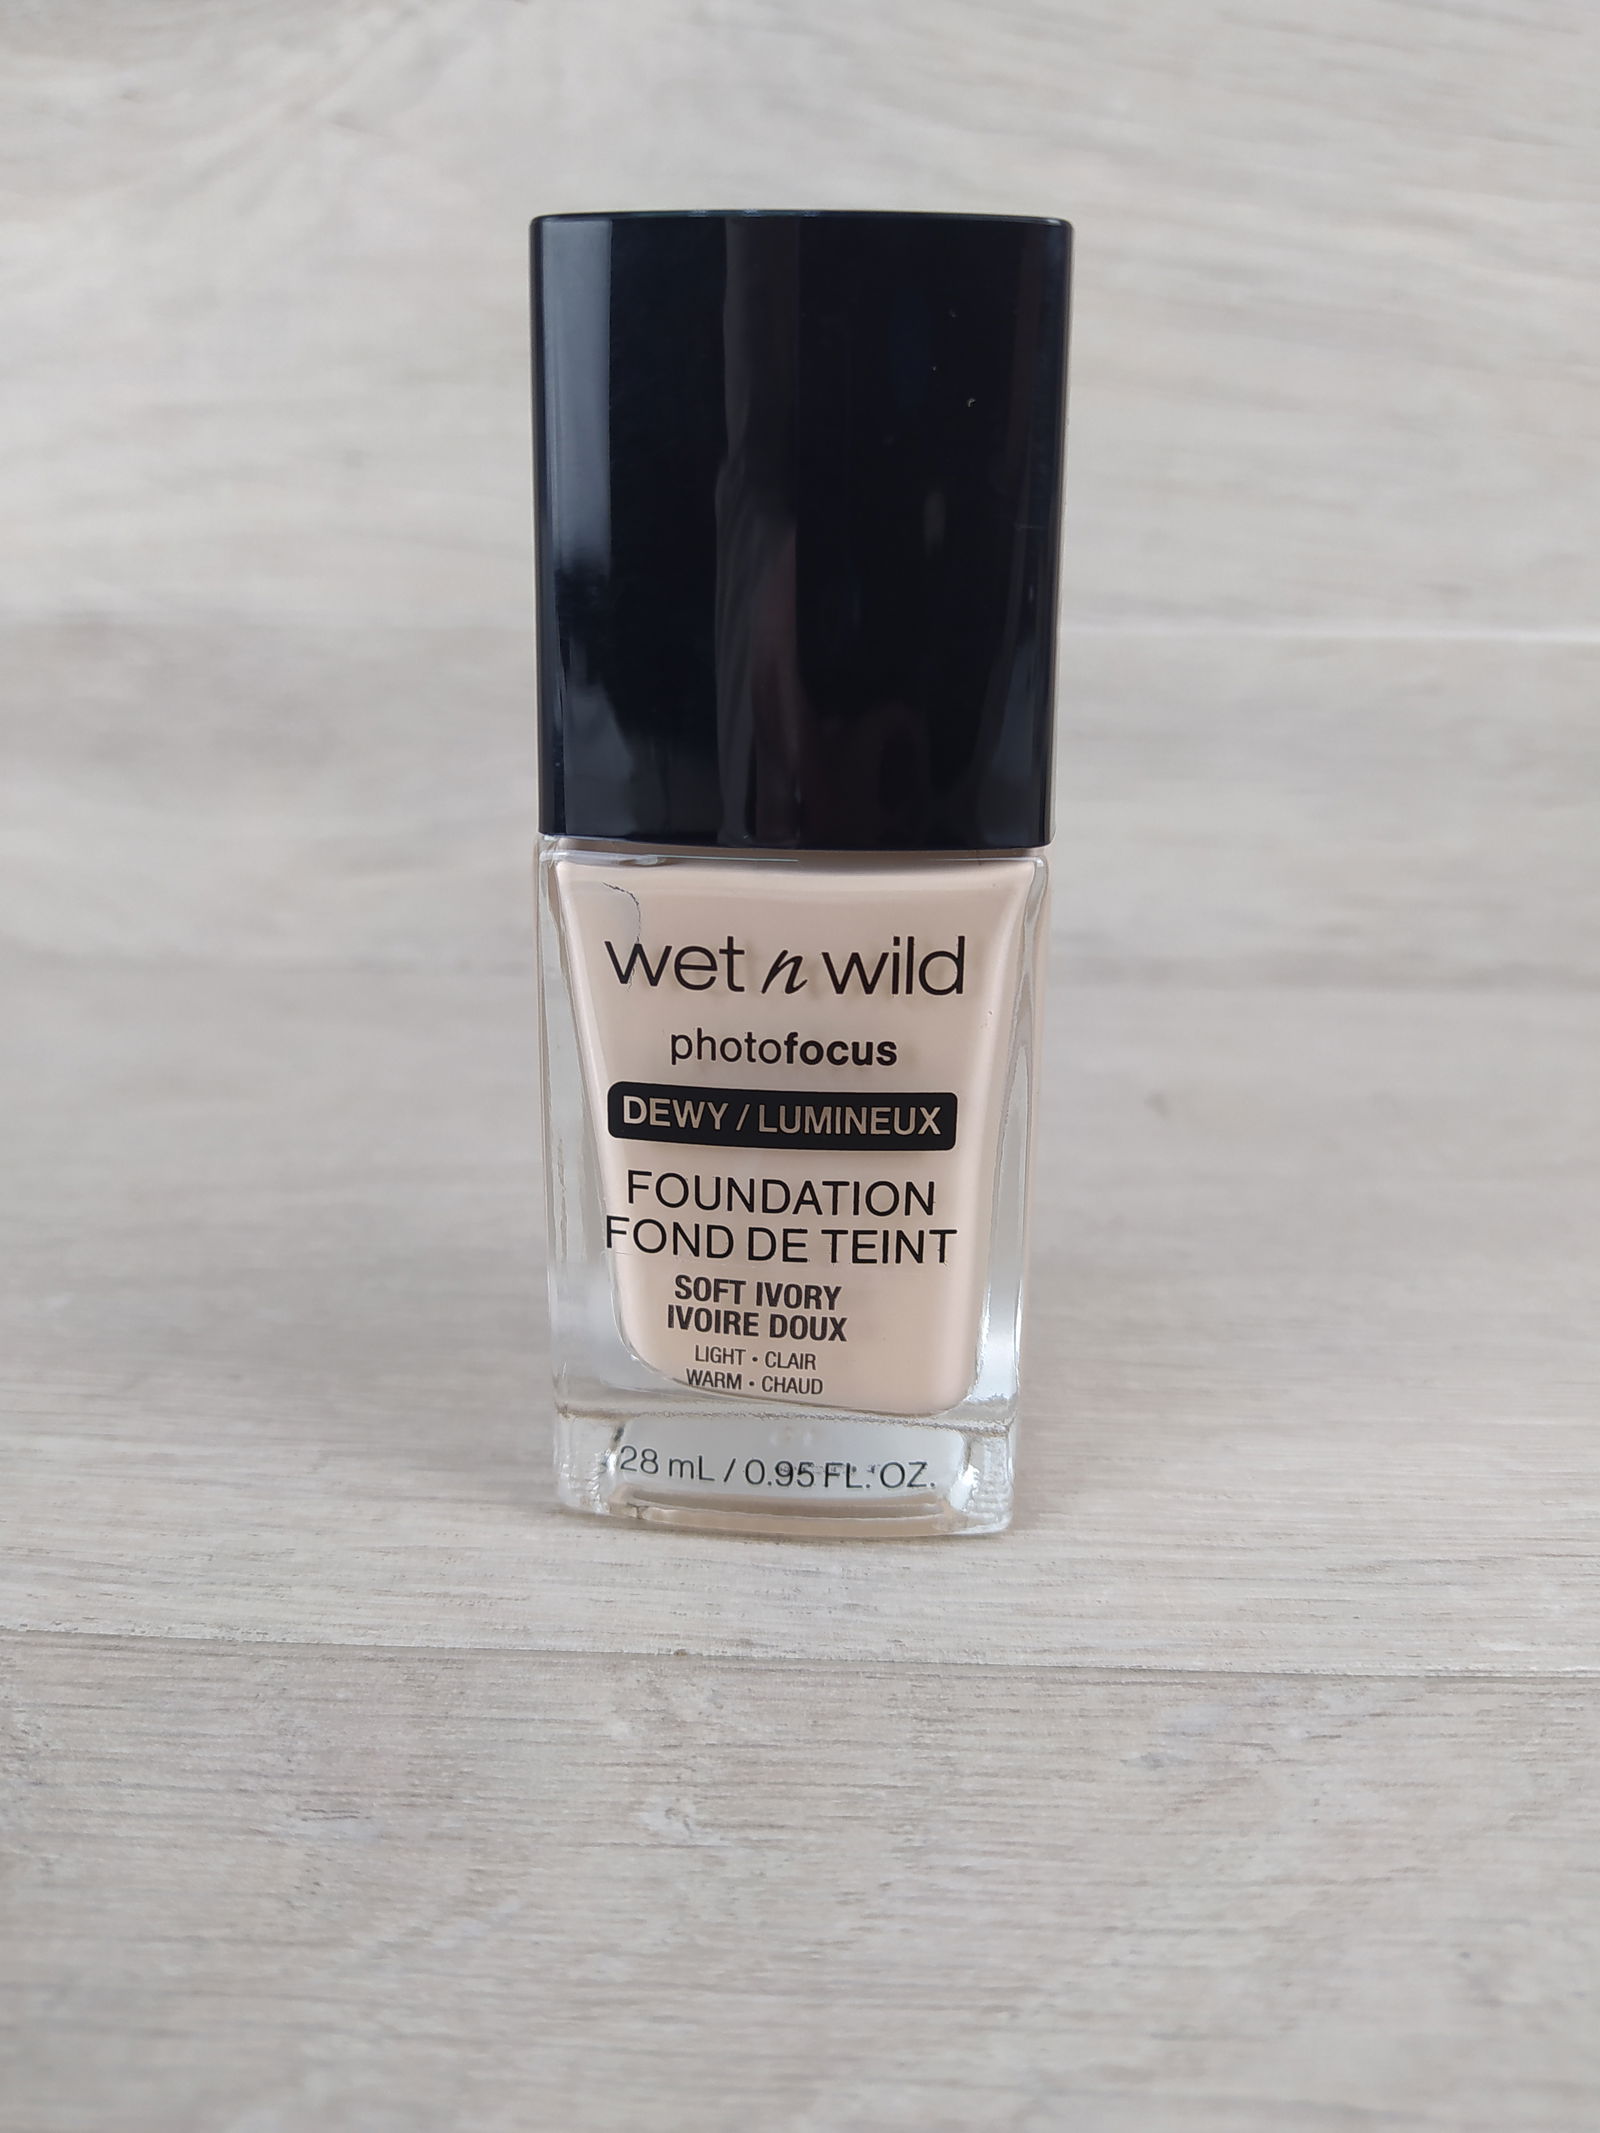 wet n wild
photofocus
DEWY / LUMINEUX
FOUNDATION
FOND DE TEINT
SOFT IVORY
IVOIRE DOUX
LIGHT • CLAIR
WARM • CHAUD
28 mL / 0.95 FL. OZ.